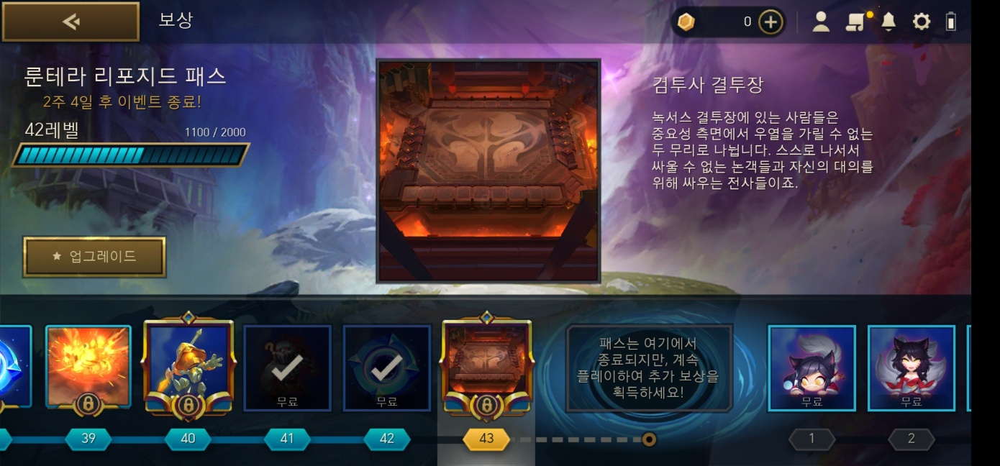 보상
0
룬테라 리포지드 패스
2주 4일 후 이벤트 종료!
42레벨
1100 / 2000
업그레이드
검투사 결투장
녹서스 결투장에 있는 사람들은
중요성 측면에서 우열을 가릴 수 없는
두 무리로 나뉩니다. 스스로 나서서
싸울 수 없는 논객들과 자신의 대의를
위해 싸우는 전사들이죠.
무료
무료
패스는 여기에서
종료되지만, 계속
플레이하여 추가 보상을
획득하세요!
무료
무료
39
40
41
42
43
1
2